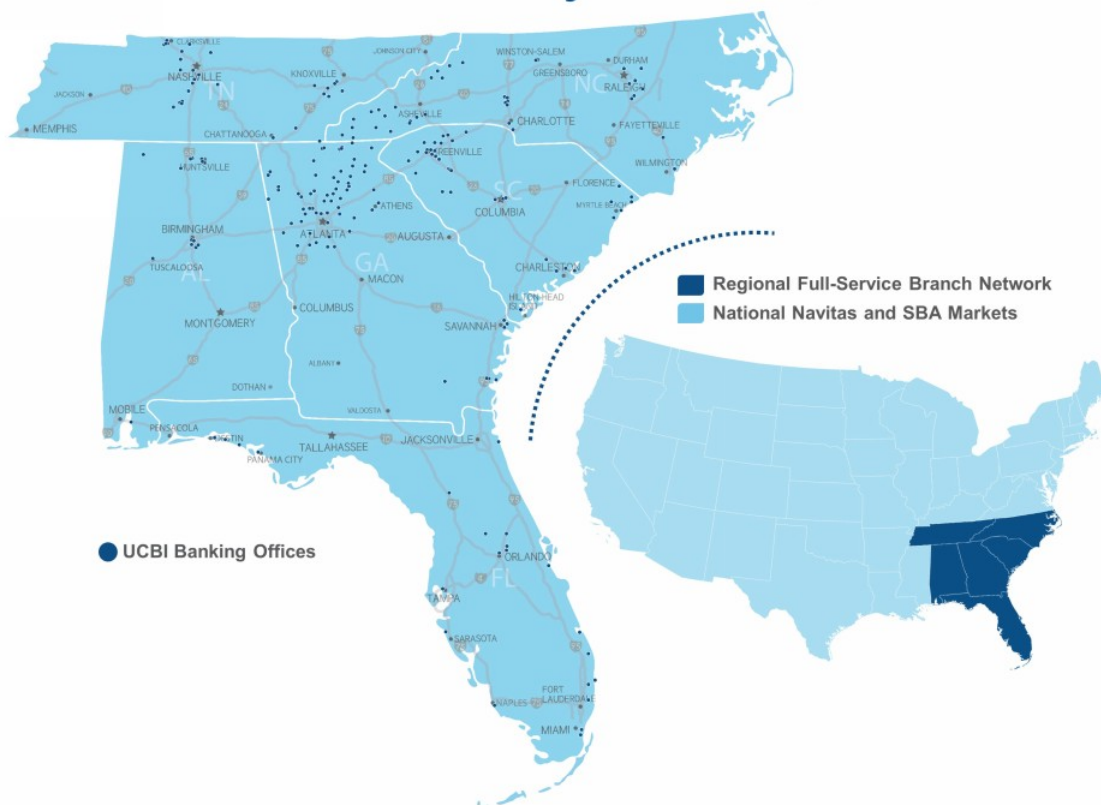 CLARKSVILLE
NASHVILLE
TN
JACKSON
MEMPHIS
CHATTANOOGA
KNOXVILLE
JOHNSON CITY
WINSTON-SALEM
GREENSBORO
DURHAM
NC
RALEIGH
ASHEVILLE
CHARLOTTE
FAYETTEVILLE
WILMINGTON
HUNTSVILLE
BIRMINGHAM
TUSCALOOSA
AL
MONTGOMERY
DOTHAN
MOBILE
ATHENS
ATLANTA
AUGUSTA
GA
MACON
COLUMBUS
SAVANNAH
ALBANY
VALDOSTA
REENVILLE
SC
COLUMBIA
FLORENCE
MYRTLE BEACH
CHARLESTON
HILTON HEAD
ISLAND
PENSACOLA
PANAMA CITY
TALLAHASSEE
JACKSONVILLE
ORLANDO
FL
TAMPA
SARASOTA
NAPLES
FORT
LAUDERDALE
MIAMI
UCBI Banking Offices
Regional Full-Service Branch Network
National Navitas and SBA Markets